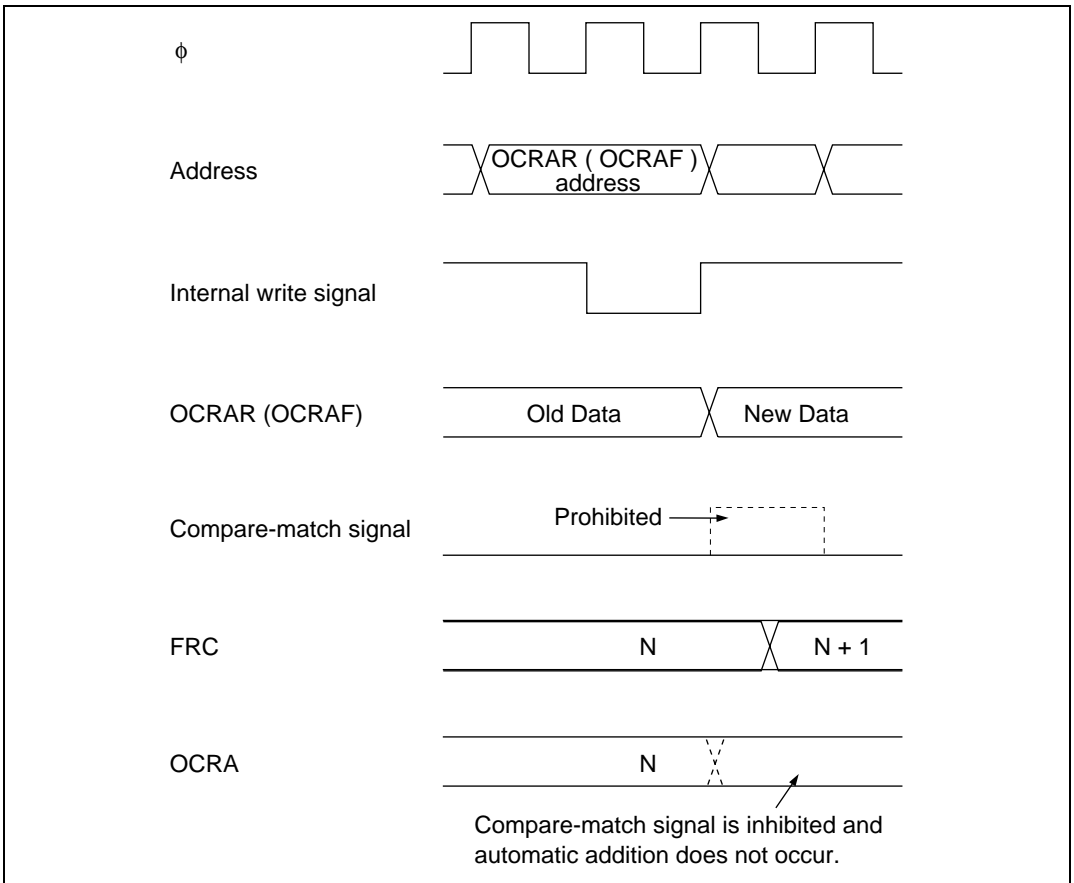 ϕ
Address
OCRAR ( OCRAF )
address
Internal write signal
OCRAR (OCRAF)
Old Data
New Data
Compare-match signal
Prohibited
FRC
N
N + 1
OCRA
N
Compare-match signal is inhibited and
automatic addition does not occur.